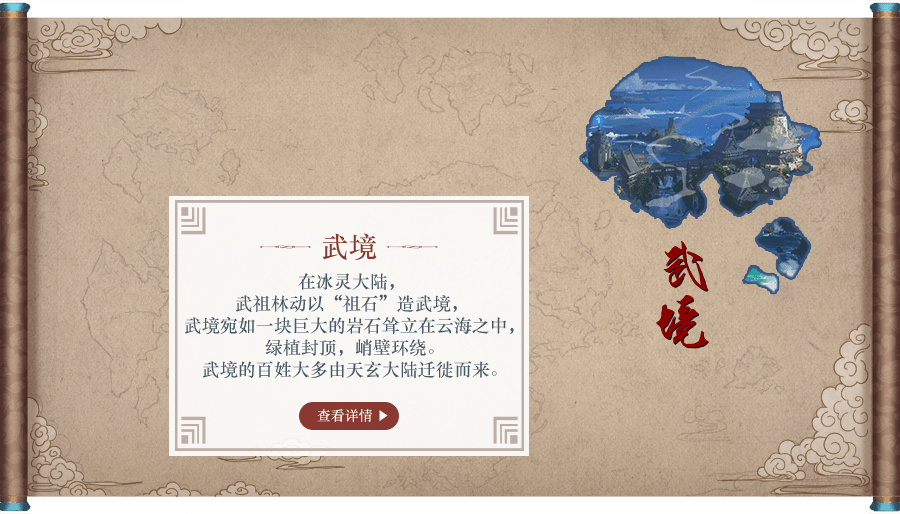 武境
在冰灵大陆，
武祖林动以“祖石”造武境，
武境宛如一块巨大的岩石耸立在云海之中，
绿植封顶，峭壁环绕。
武境的百姓大多由天玄大陆迁徙而来。
查看详情
武境